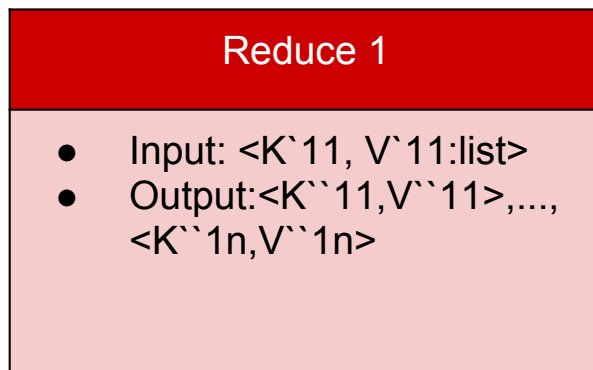 Reduce 1
● Input: <K`11, V`11:list>
● Output:<K``11,V``11>,...,
<K``1n,V``1n>